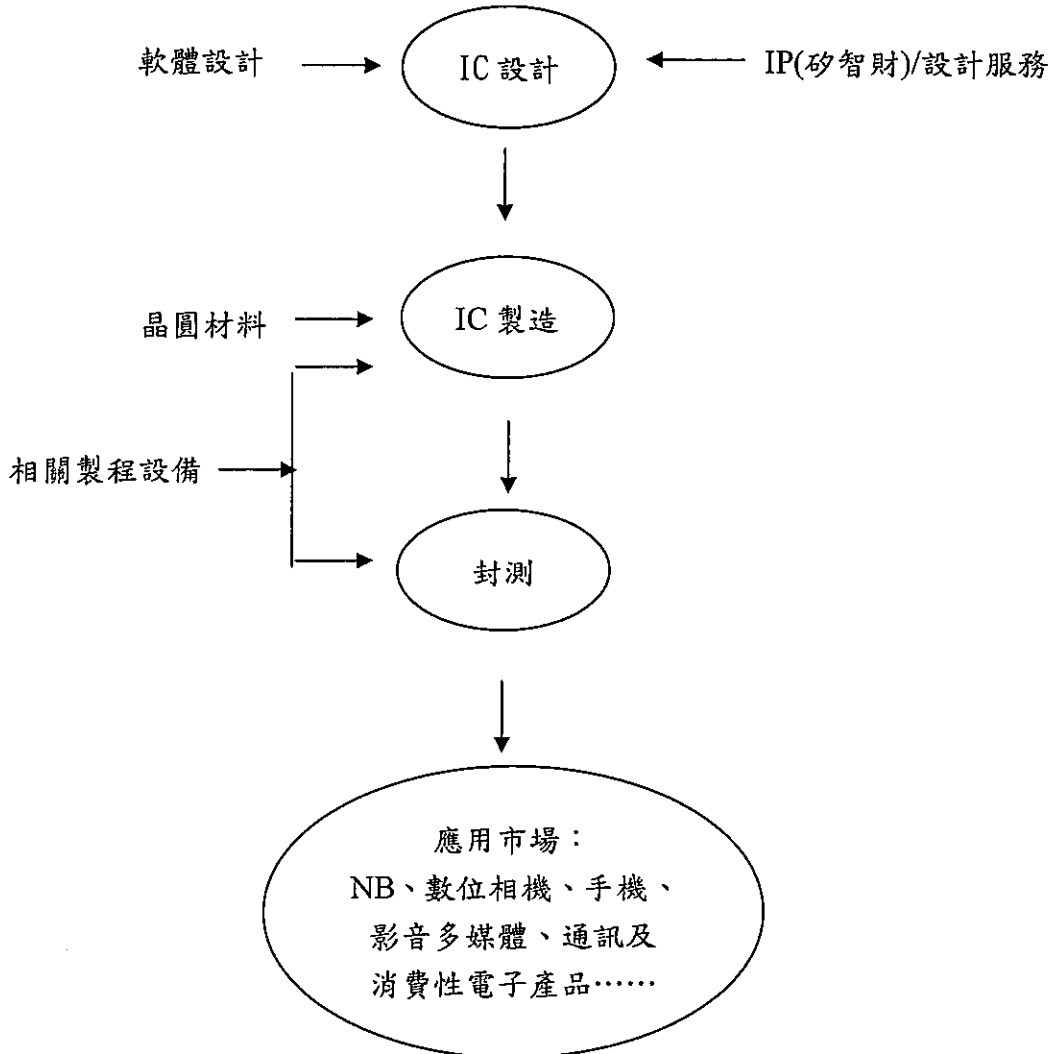 軟體設計
IC 設計
IP(矽智財)/設計服務
晶圓材料
IC 製造
相關製程設備
封測
應用市場：
NB、數位相機、手機、
影音多媒體、通訊及
消費性電子產品……